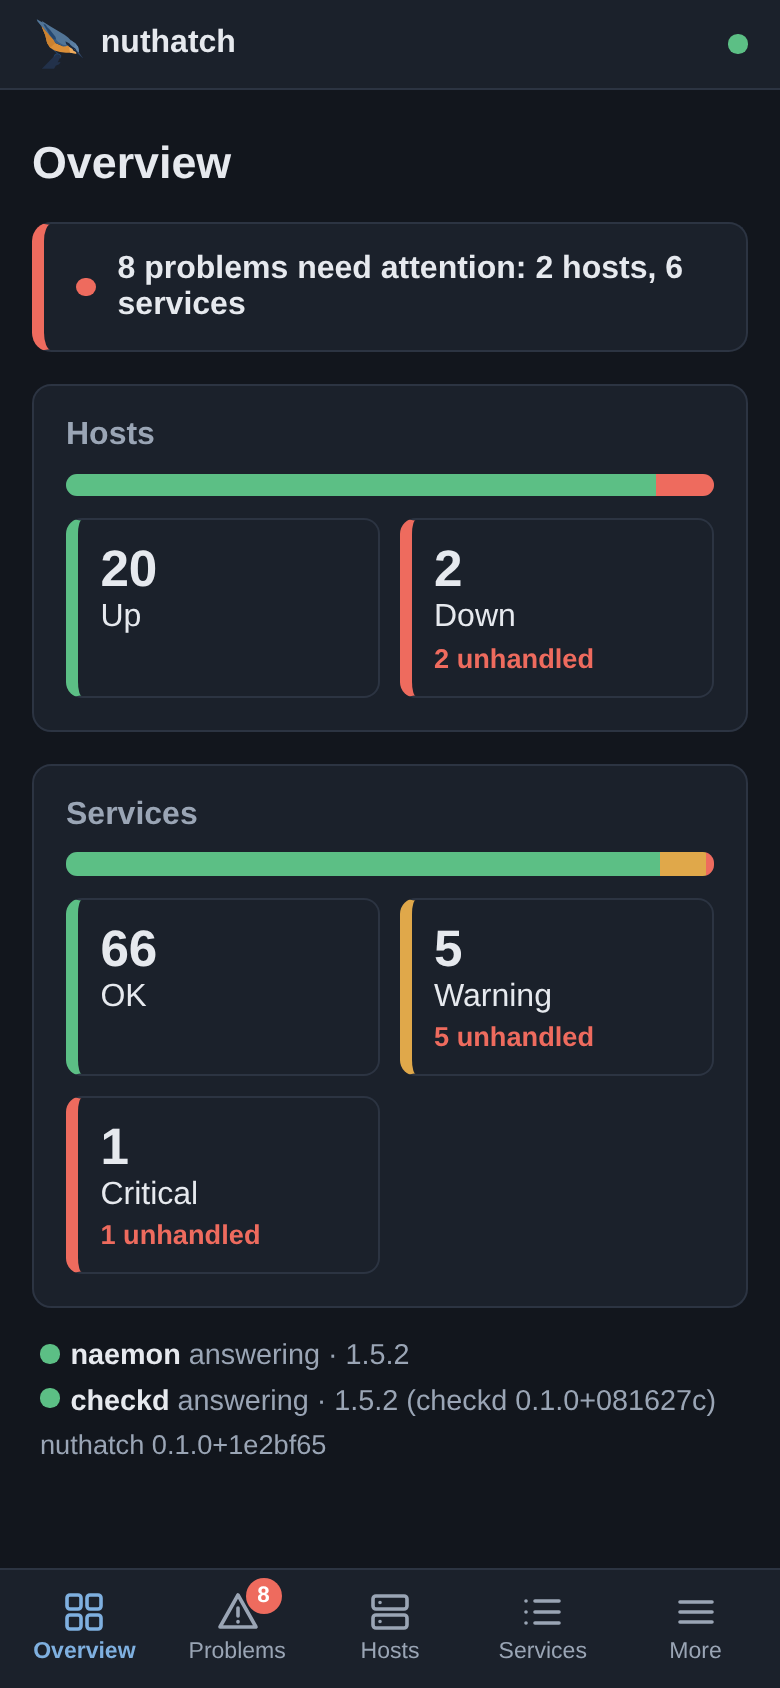 nuthatch
Overview
8 problems need attention: 2 hosts, 6
services
Hosts
20
Up
2
Down
2 unhandled
Services
66
OK
5
Warning
5 unhandled
1
Critical
1 unhandled
naemon answering · 1.5.2
checkd answering · 1.5.2 (checkd 0.1.0+081627c)
nuthatch 0.1.0+1e2bf65
8
Overview
Problems
Hosts
Services
More